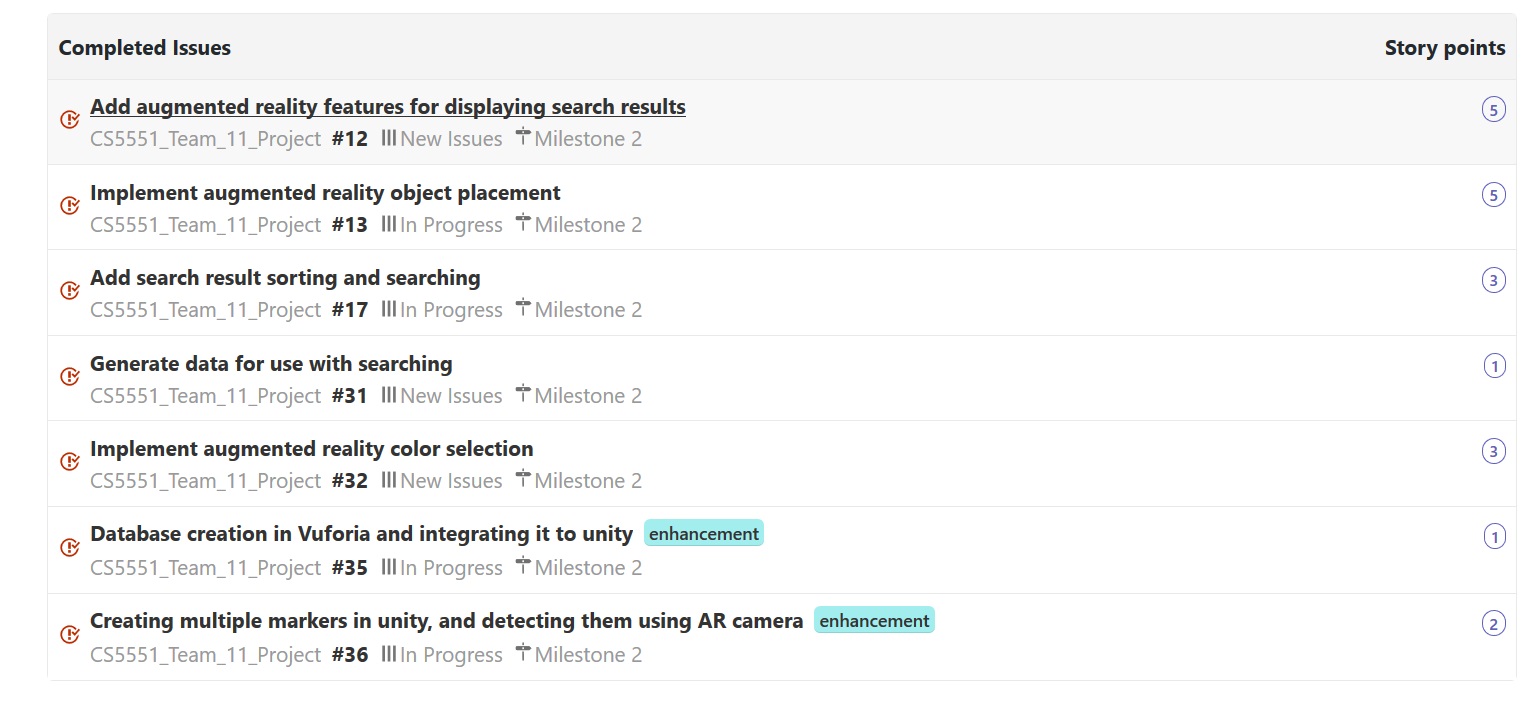 Completed Issues Story points
Add augmented reality features for displaying search results 5
CS5551_Team_11_Project #12 New Issues Milestone 2
Implement augmented reality object placement 5
CS5551_Team_11_Project #13 In Progress Milestone 2
Add search result sorting and searching 3
CS5551_Team_11_Project #17 In Progress Milestone 2
Generate data for use with searching 1
CS5551_Team_11_Project #31 New Issues Milestone 2
Implement augmented reality color selection 3
CS5551_Team_11_Project #32 New Issues Milestone 2
Database creation in Vuforia and integrating it to unity enhancement 1
CS5551_Team_11_Project #35 In Progress Milestone 2
Creating multiple markers in unity, and detecting them using AR camera enhancement 2
CS5551_Team_11_Project #36 In Progress Milestone 2